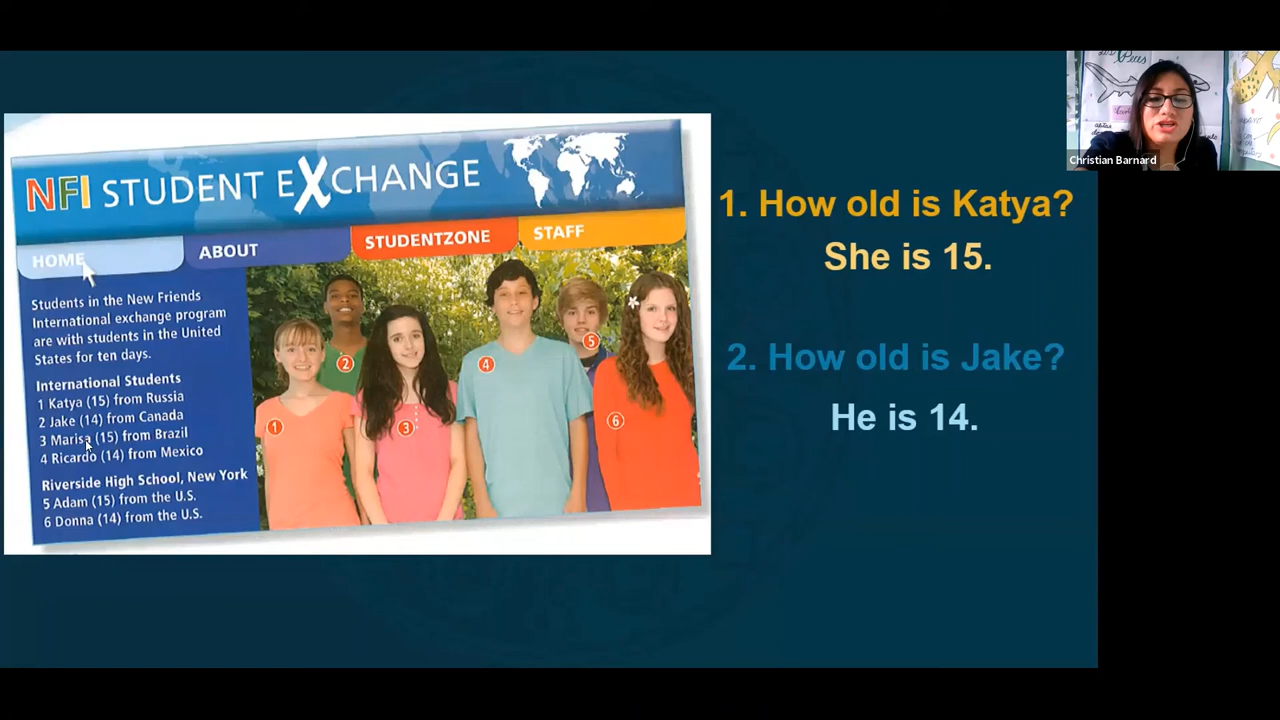 NFI STUDENT EXCHANGE
HOME
ABOUT
STUDENTZONE
STAFF
Students in the New Friends
International exchange program
are with students in the United
States for ten days.
International Students
1 Katya (15) from Russia
2 Jake (14) from Canada
3 Marisa (15) from Brazil
4 Ricardo (14) from Mexico
Riverside High School, New York
5 Adam (15) from the U.S.
6 Donna (14) from the U.S.
1
2
3
4
5
6
1. How old is Katya?
She is 15.
2. How old is Jake?
He is 14.
Christian Barnard